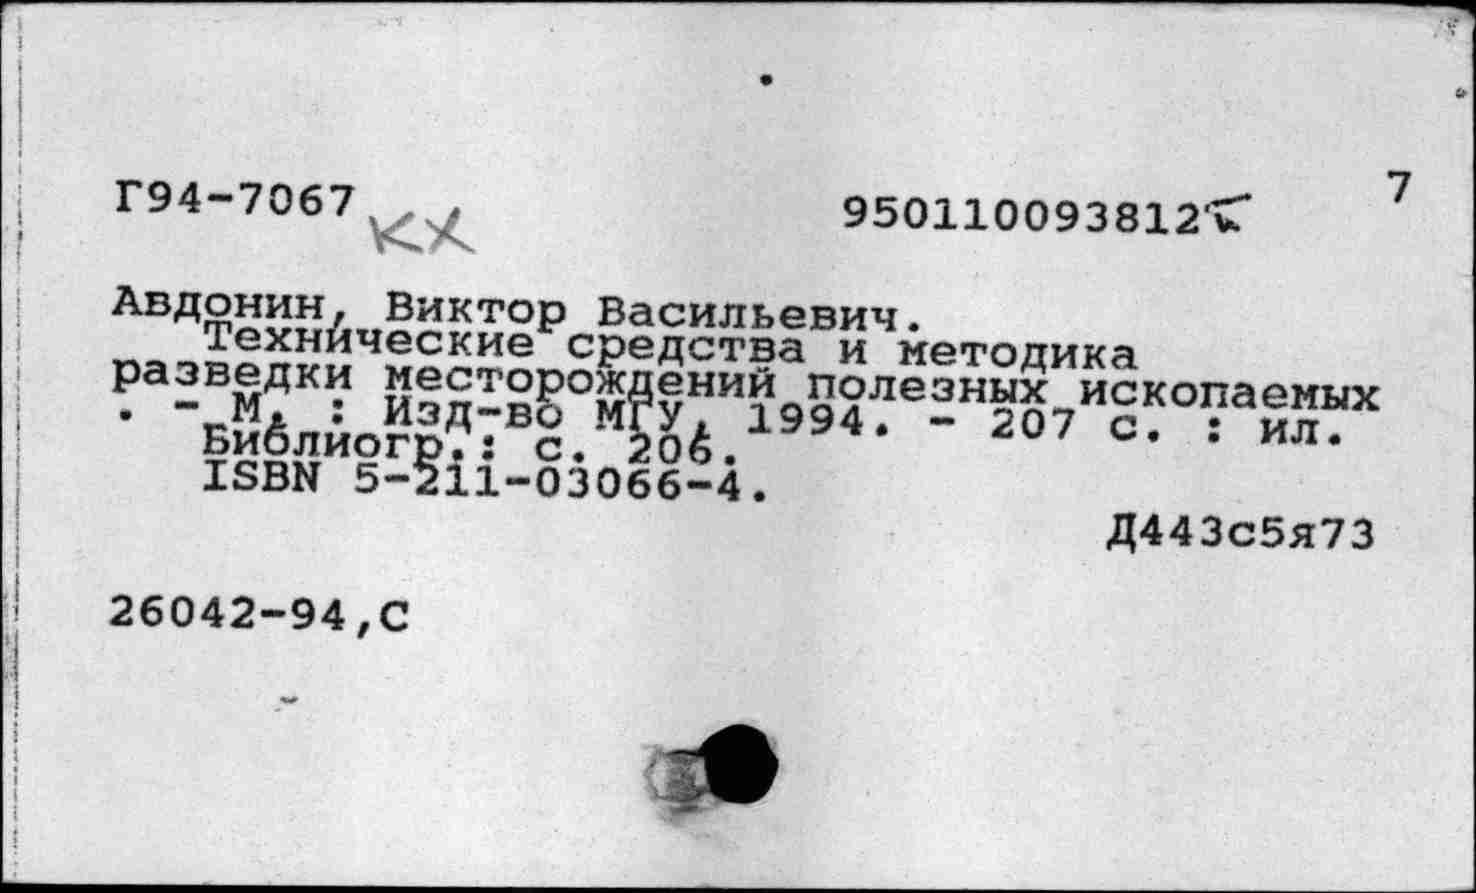 Г94-7067
КХ
950110093812
7
Авдонин, Виктор Васильевич.
Технические средства и методика
разведки месторождений полезных ископаемых
. - М. : Изд-во МГУ, 1994. - 207 с. : ил.
Библиогр.: с. 206.
ISBN 5-211-03066-4.
Д443с5я73
26042-94,С